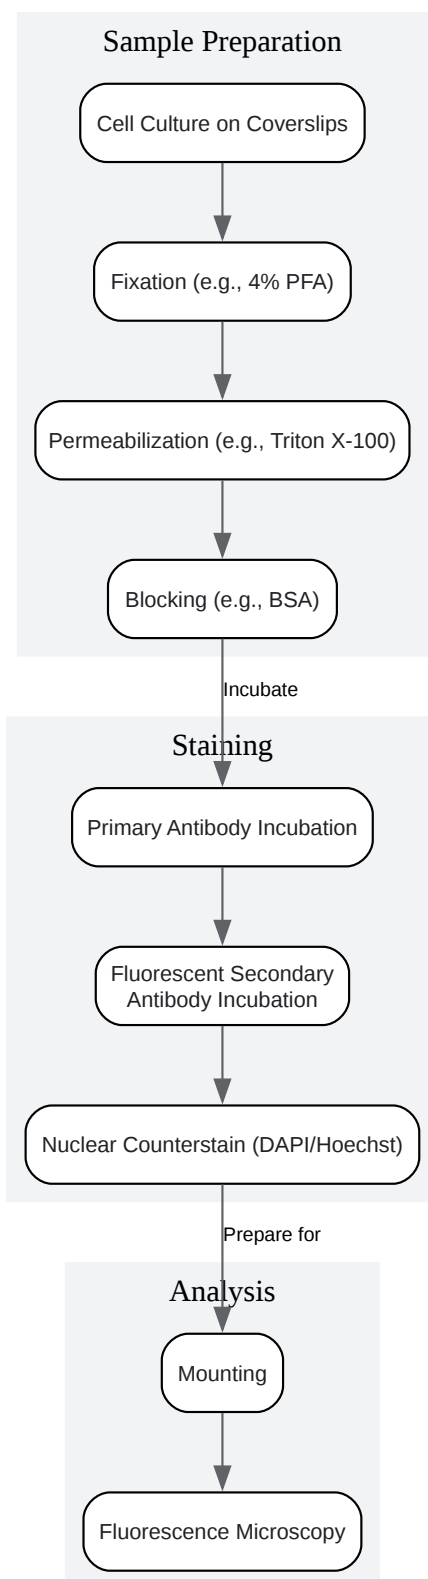 Sample Preparation
Cell Culture on Coverslips
Fixation (e.g., 4% PFA)
Permeabilization (e.g., Triton X-100)
Blocking (e.g., BSA)
Incubate
Staining
Primary Antibody Incubation
Fluorescent Secondary
Antibody Incubation
Nuclear Counterstain (DAPI/Hoechst)
Prepare for
Analysis
Mounting
Fluorescence Microscopy